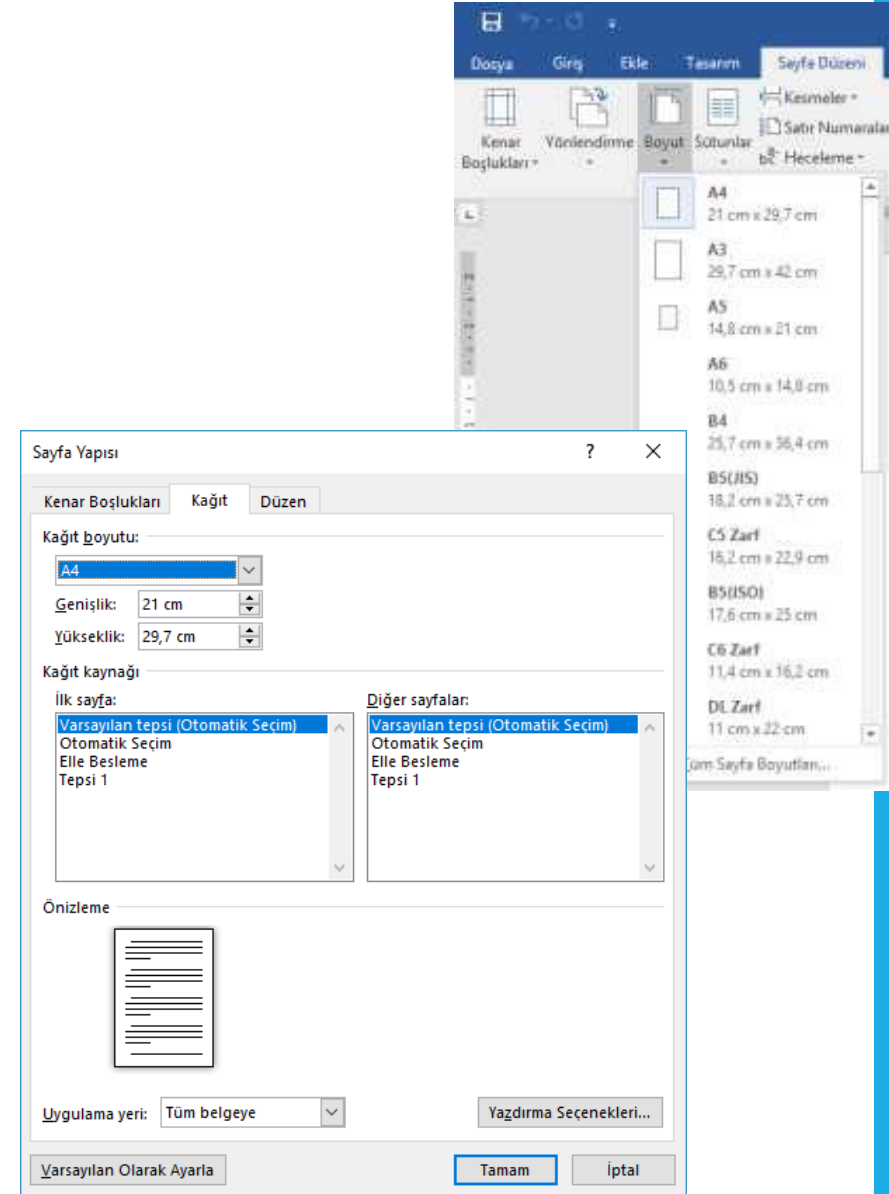 Dosya Giriş Ekle Tasarım Sayfa Düzeni
Kenar Boşlukları
Yönlendirme
Boyut
Sütunlar
Kesmeler
Satır Numaralar
Heceleme
A4
21 cm x 29,7 cm
A3
29,7 cm x 42 cm
A5
14,8 cm x 21 cm
A6
10,5 cm x 14,8 cm
B4
25,7 cm x 36,4 cm
B5(JIS)
18,2 cm x 25,7 cm
C5 Zarf
16,2 cm x 22,9 cm
B5(ISO)
17,6 cm x 25 cm
C6 Zarf
11,4 cm x 16,2 cm
DL Zarf
11 cm x 22 cm
Tüm Sayfa Boyutları...
Sayfa Yapısı ?
Kenar Boşlukları Kağıt Düzen
Kağıt boyutu:
A4
Genişlik: 21 cm
Yükseklik: 29,7 cm
Kağıt kaynağı
İlk sayfa:
Varsayılan tepsi (Otomatik Seçim)
Otomatik Seçim
Elle Besleme
Tepsi 1
Diğer sayfalar:
Varsayılan tepsi (Otomatik Seçim)
Otomatik Seçim
Elle Besleme
Tepsi 1
Önizleme
Uygulama yeri: Tüm belgeye
Yazdırma Seçenekleri...
Varsayılan Olarak Ayarla
Tamam
İptal